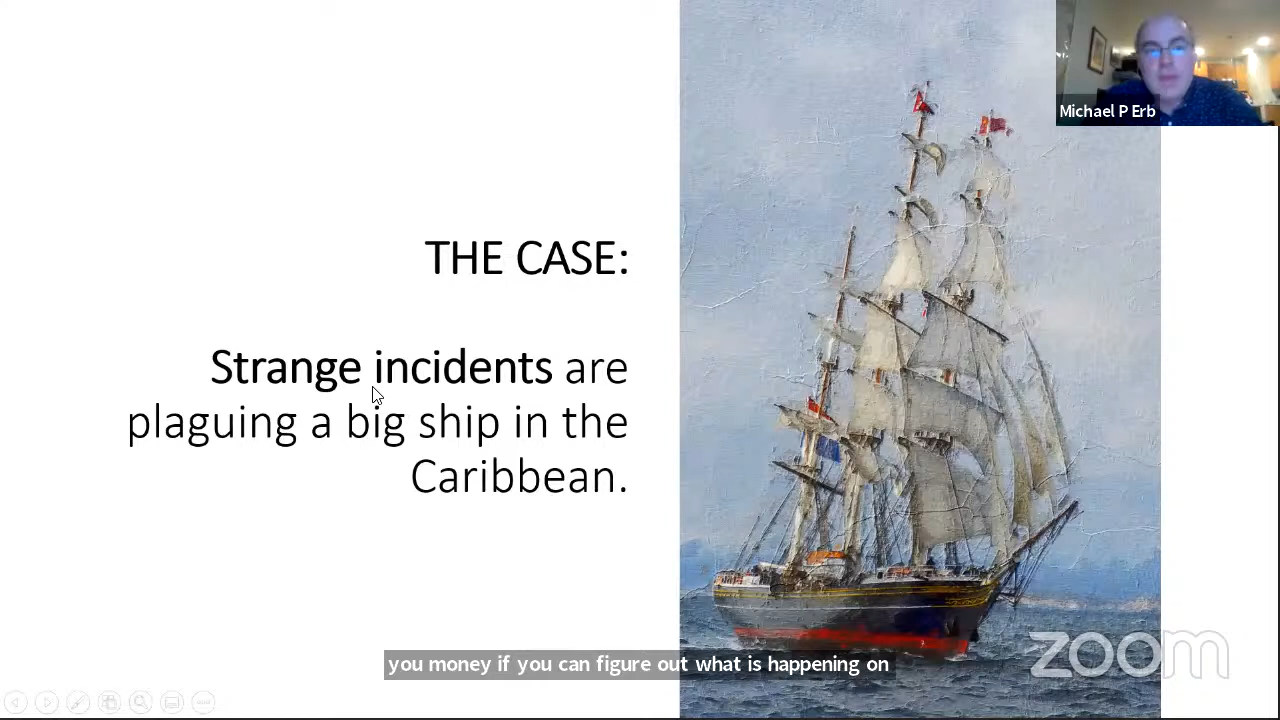 Michael P Erb
THE CASE:
Strange incidents are
plaguing a big ship in the
Caribbean.
zoom
you money if you can figure out what is happening on